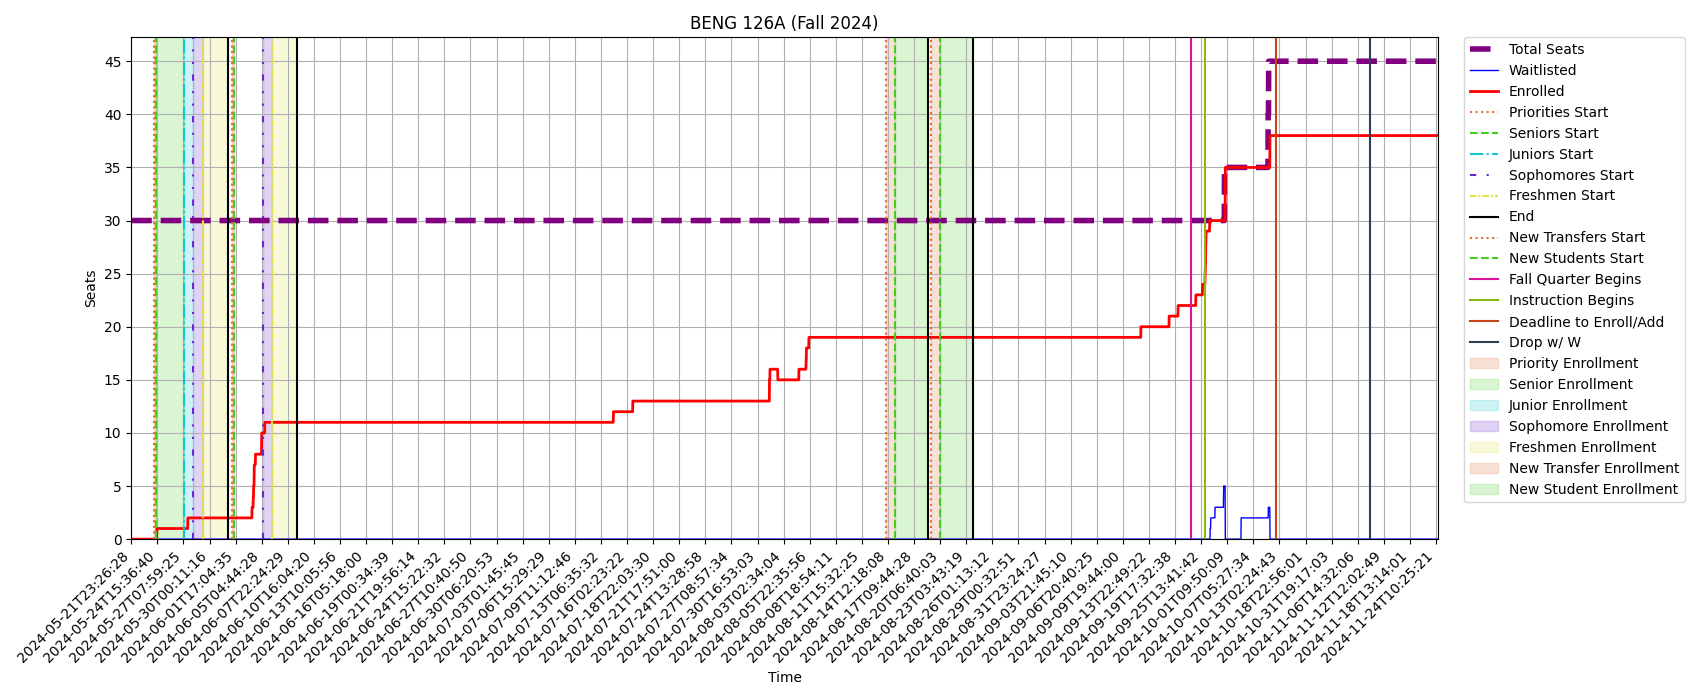 BENG 126A (Fall 2024)
Seats
45
40
35
30
25
20
15
10
5
0
2024-05-21T23:26:28
2024-05-24T15:36:40
2024-05-27T07:59:25
2024-05-30T00:11:16
2024-06-01T17:04:35
2024-06-05T04:44:28
2024-06-07T22:24:29
2024-06-10T16:04:20
2024-06-13T10:05:56
2024-06-16T05:18:00
2024-06-19T00:34:39
2024-06-21T19:56:14
2024-06-24T15:22:32
2024-06-27T10:40:50
2024-06-30T06:20:53
2024-07-03T01:45:45
2024-07-06T15:29:29
2024-07-09T11:12:46
2024-07-13T06:35:32
2024-07-16T02:23:22
2024-07-18T22:03:30
2024-07-21T17:51:00
2024-07-24T13:28:58
2024-07-27T08:57:34
2024-07-30T16:53:03
2024-08-03T02:34:04
2024-08-05T22:35:56
2024-08-08T18:54:11
2024-08-11T15:32:25
2024-08-14T12:18:08
2024-08-17T09:44:28
2024-08-20T06:40:03
2024-08-23T03:43:19
2024-08-26T01:13:12
2024-08-29T00:32:51
2024-08-31T23:24:27
2024-09-03T21:45:10
2024-09-06T20:40:25
2024-09-09T19:44:00
2024-09-13T22:49:22
2024-09-19T17:32:38
2024-09-25T13:41:42
2024-10-01T09:50:09
2024-10-07T05:27:34
2024-10-13T02:24:43
2024-10-18T22:56:01
2024-10-31T19:17:03
2024-11-06T14:32:06
2024-11-12T12:02:49
2024-11-18T13:14:01
2024-11-24T10:25:21
Time
Total Seats
Waitlisted
Enrolled
Priorities Start
Seniors Start
Juniors Start
Sophomores Start
Freshmen Start
End
New Transfers Start
New Students Start
Fall Quarter Begins
Instruction Begins
Deadline to Enroll/Add
Drop w/ W
Priority Enrollment
Senior Enrollment
Junior Enrollment
Sophomore Enrollment
Freshmen Enrollment
New Transfer Enrollment
New Student Enrollment